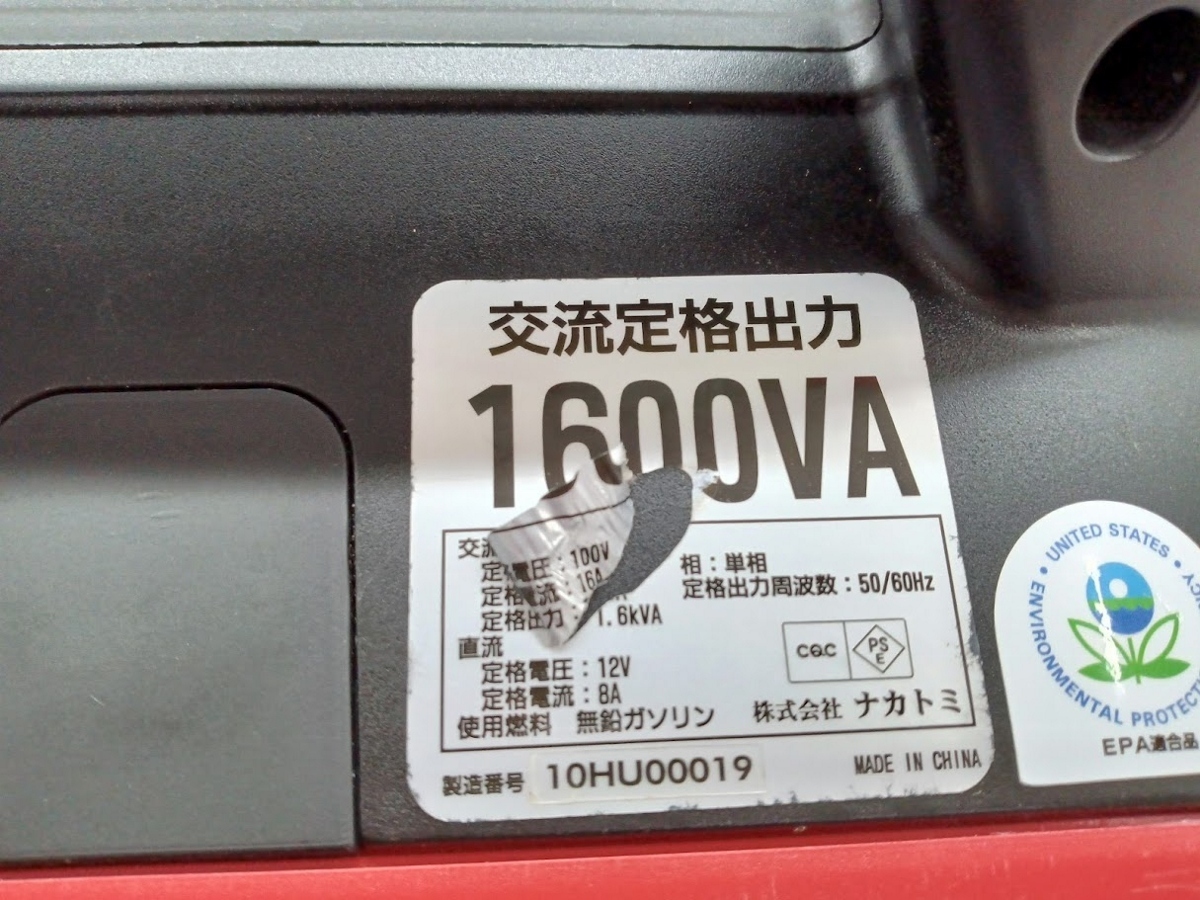 交流定格出力
1600VA
交流
定格電圧：100V
定格電流：16A
定格出力：1.6kVA
相：単相
定格出力周波数：50/60Hz
直流
定格電圧：12V
定格電流：8A
使用燃料　無鉛ガソリン
CQC
PS
E
株式会社 ナカトミ
製造番号 10HU00019
MADE IN CHINA
UNITED STATES
ENVIRONMENTAL PROTECT
EPA適合品